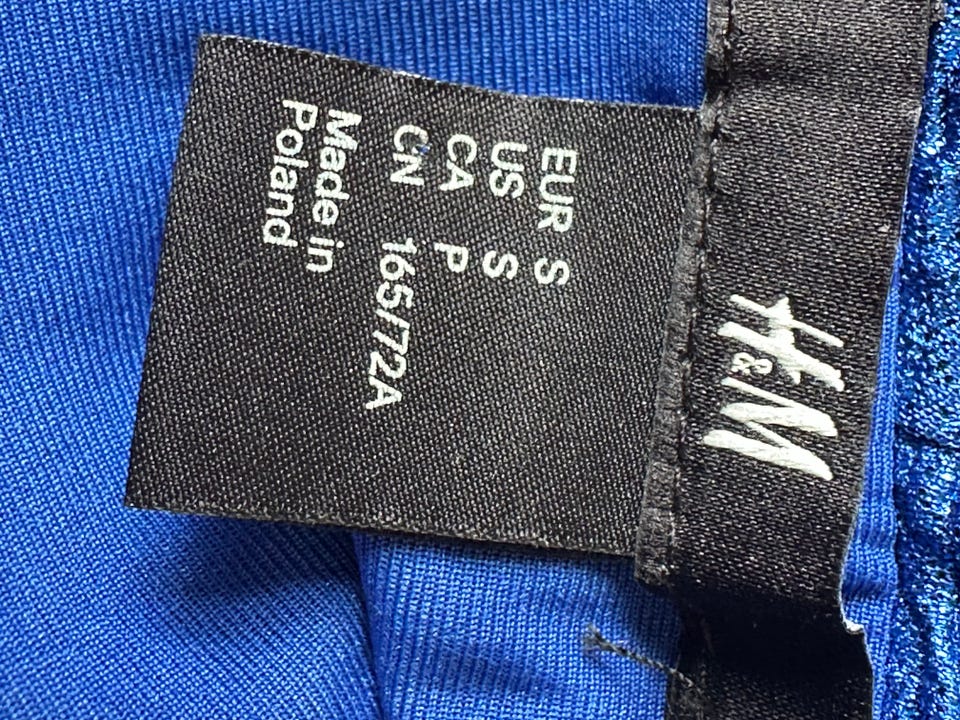 H&M
EUR S
US S
CA P
CN 165/72A
Made in
Poland